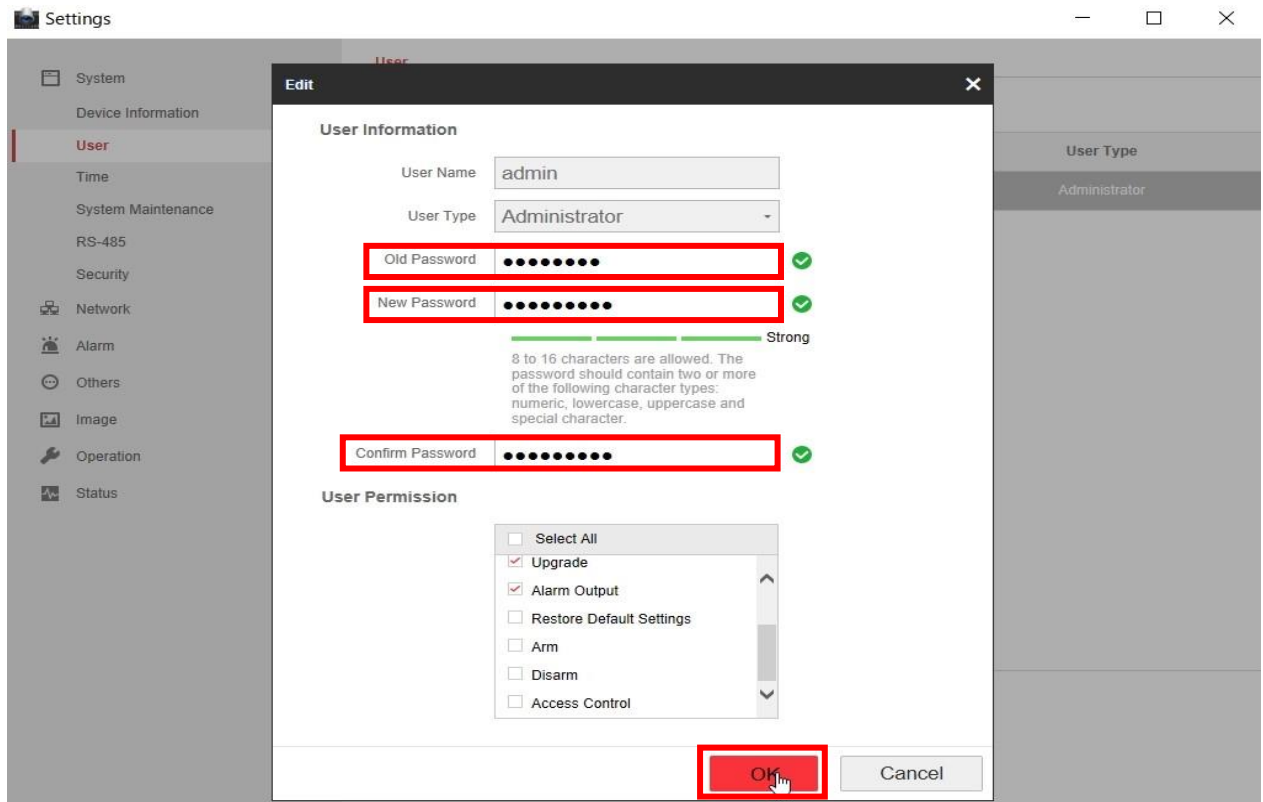 Settings
User
System
Device Information
User
Time
System Maintenance
RS-485
Security
Network
Alarm
Others
Image
Operation
Status
Edit
User Information
User Name admin
User Type Administrator
Old Password ••••••••
New Password •••••••••
Strong
8 to 16 characters are allowed. The
password should contain two or more
of the following character types:
numeric, lowercase, uppercase and
special character.
Confirm Password •••••••••
User Permission
Select All
Upgrade
Alarm Output
Restore Default Settings
Arm
Disarm
Access Control
OK
Cancel
User Type
Administrator